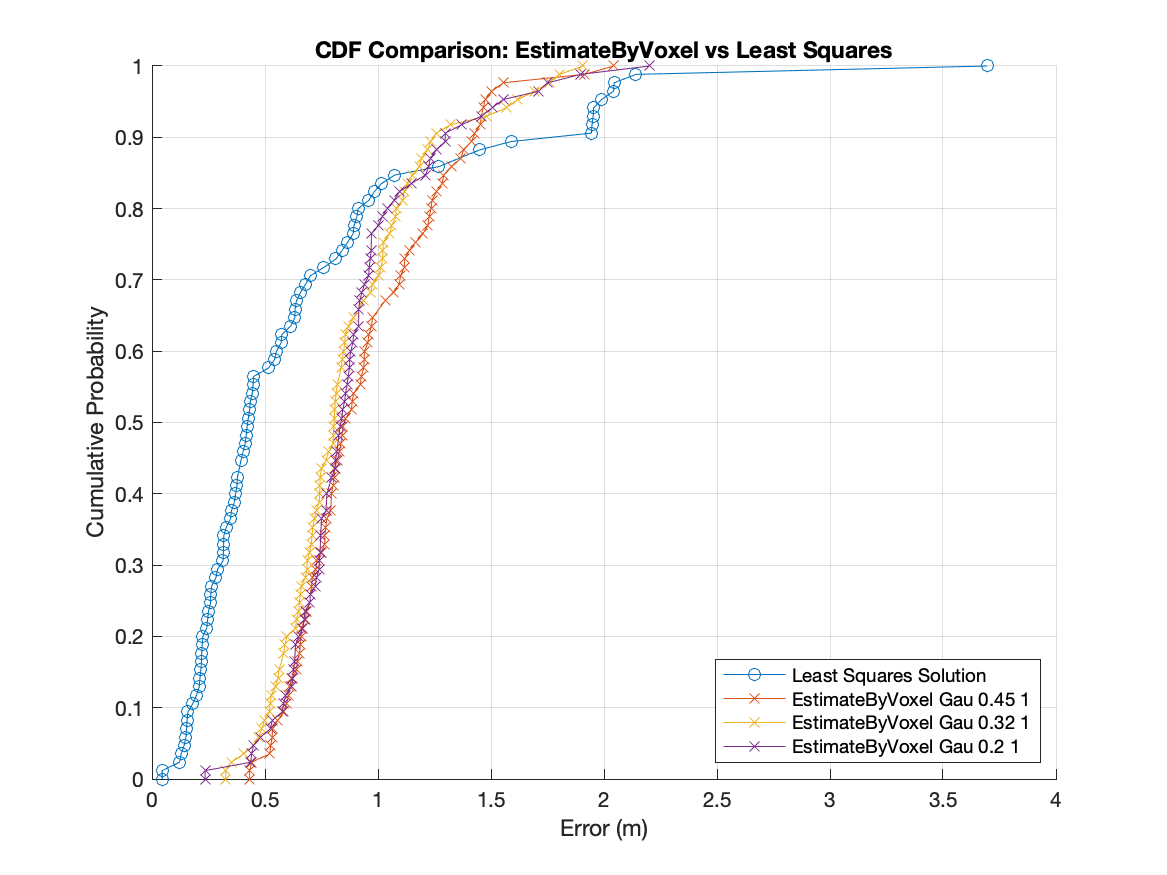 CDF Comparison: EstimateByVoxel vs Least Squares
1
0.9
0.8
0.7
0.6
0.5
0.4
0.3
0.2
0.1
0
Cumulative Probability
Least Squares Solution
EstimateByVoxel Gau 0.45 1
EstimateByVoxel Gau 0.32 1
EstimateByVoxel Gau 0.2 1
0 0.5 1 1.5 2 2.5 3 3.5 4
Error (m)